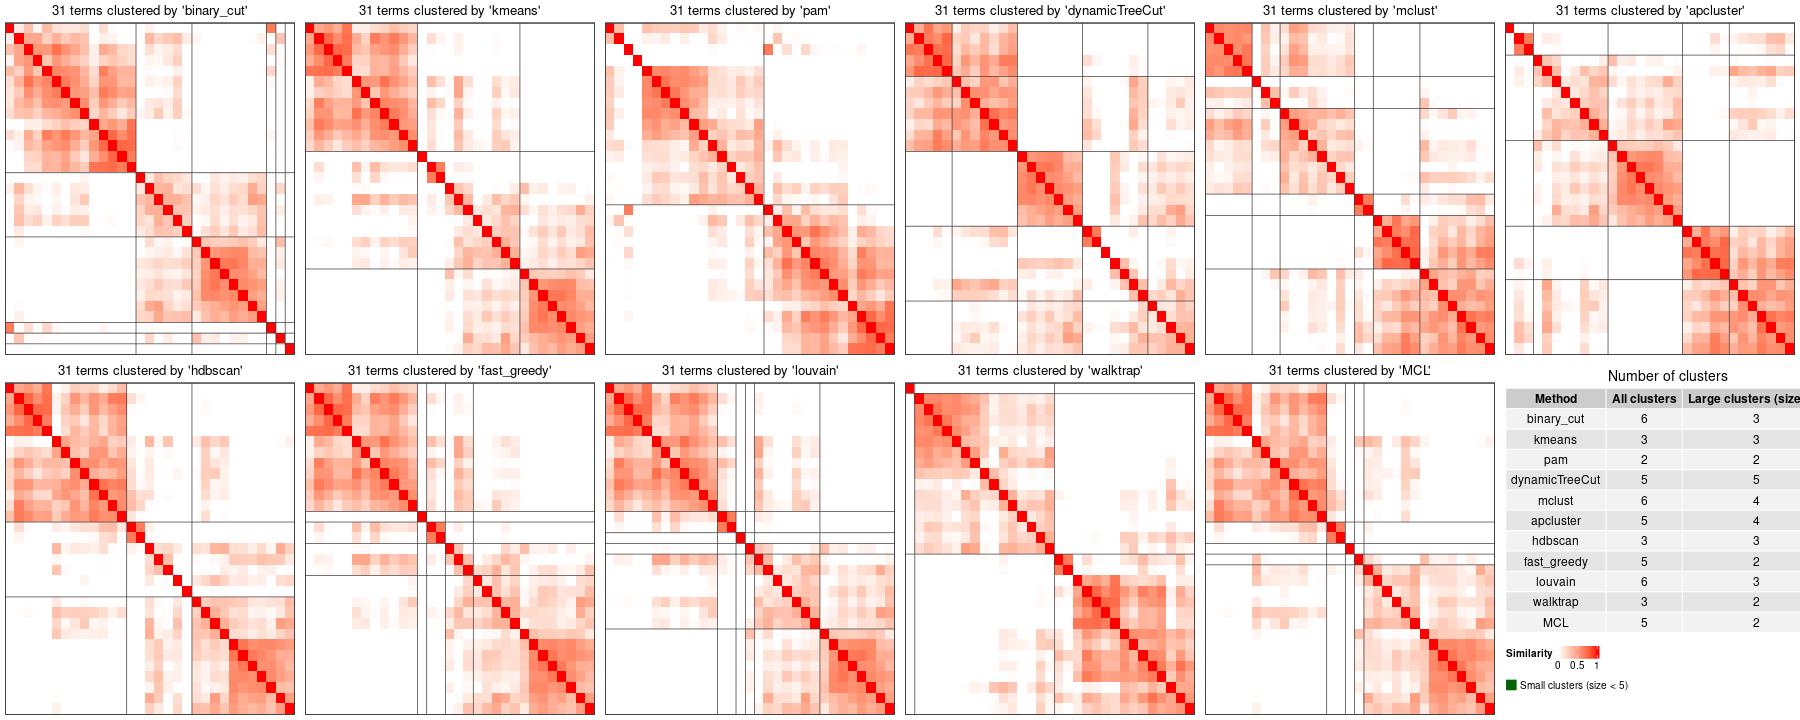 31 terms clustered by 'binary_cut'
31 terms clustered by 'kmeans'
31 terms clustered by 'pam'
31 terms clustered by 'dynamicTreeCut'
31 terms clustered by 'mclust'
31 terms clustered by 'apcluster'
31 terms clustered by 'hdbscan'
31 terms clustered by 'fast_greedy'
31 terms clustered by 'louvain'
31 terms clustered by 'walktrap'
31 terms clustered by 'MCL'
Number of clusters
Method All clusters Large clusters (size
binary_cut 6 3
kmeans 3 3
pam 2 2
dynamicTreeCut 5 5
mclust 6 4
apcluster 5 4
hdbscan 3 3
fast_greedy 5 2
louvain 6 3
walktrap 3 2
MCL 5 2
Similarity
0 0.5 1
Small clusters (size < 5)